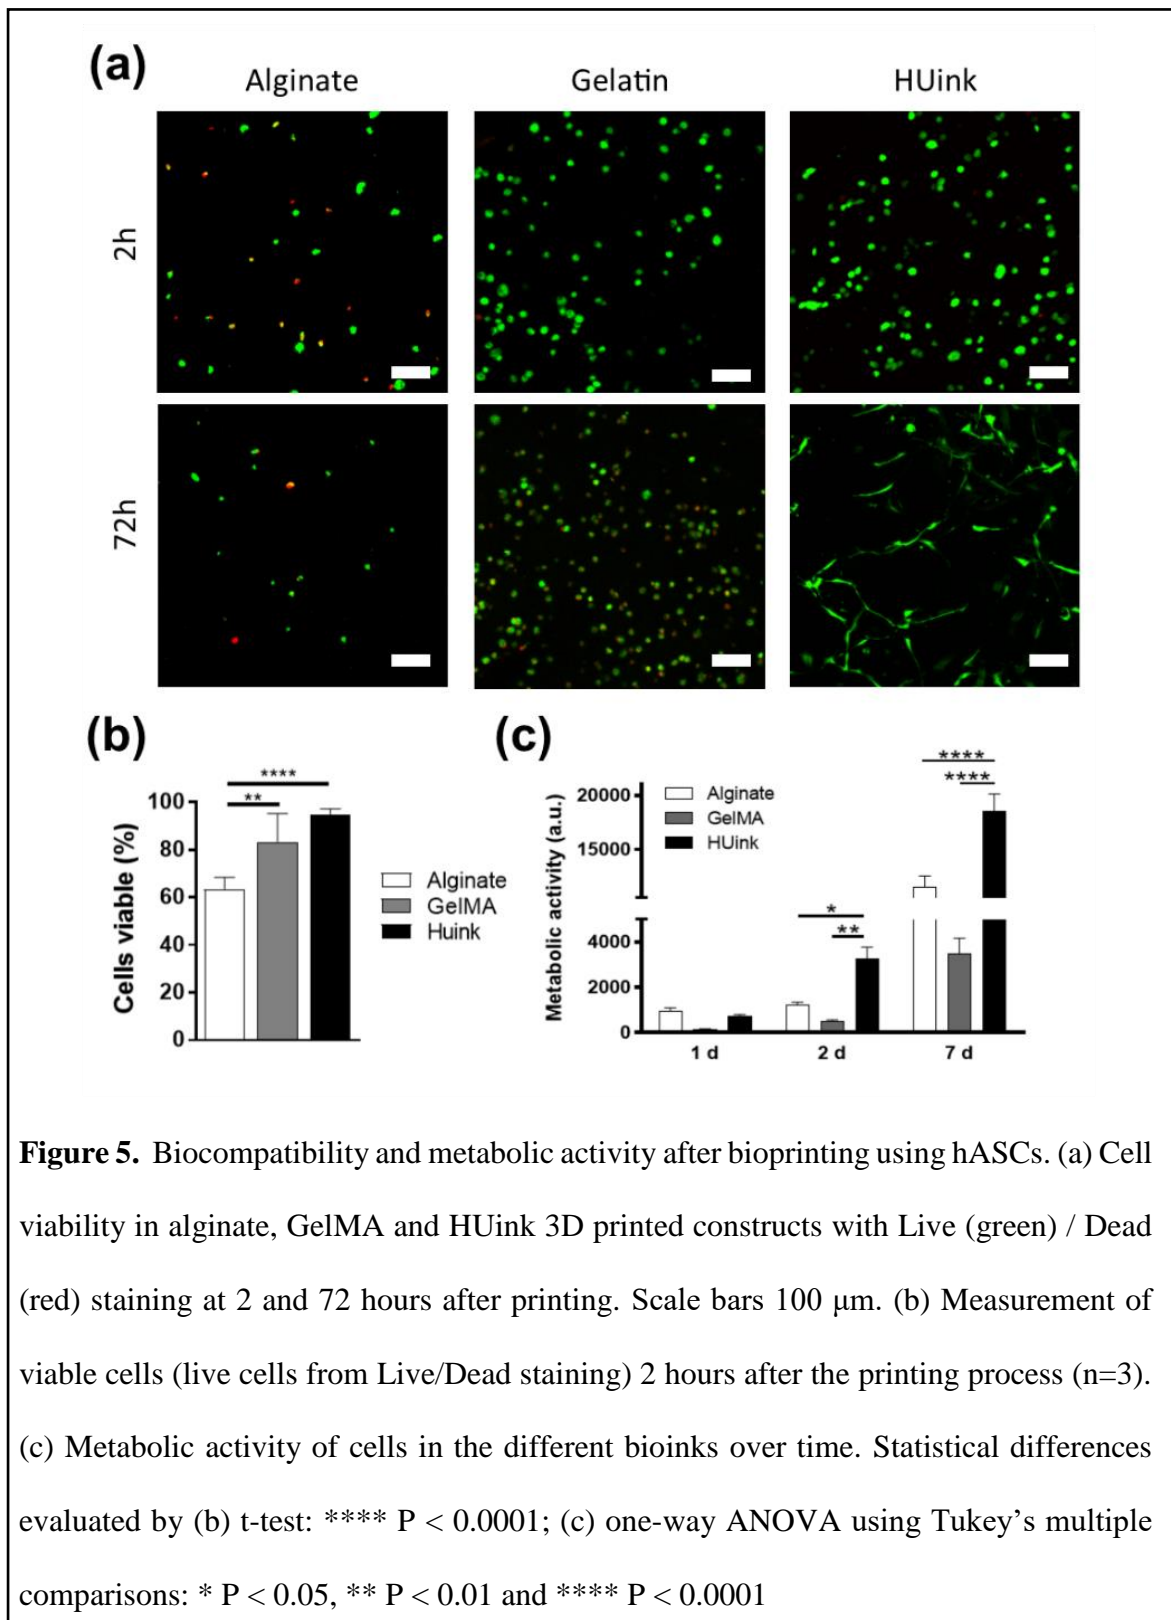 (a)
Alginate Gelatin HUink
2h
72h
(b)
Cells viable (%)
100
80
60
40
20
0
****
**
Alginate
GelMA
Huink
(c)
Metabolic activity (a.u.)
20000
15000
4000
2000
0
Alginate
GelMA
HUink
*
**
****
****
1 d 2 d 7 d
Figure 5. Biocompatibility and metabolic activity after bioprinting using hASCs. (a) Cell
viability in alginate, GelMA and HUink 3D printed constructs with Live (green) / Dead
(red) staining at 2 and 72 hours after printing. Scale bars 100 μm. (b) Measurement of
viable cells (live cells from Live/Dead staining) 2 hours after the printing process (n=3).
(c) Metabolic activity of cells in the different bioinks over time. Statistical differences
evaluated by (b) t-test: **** P < 0.0001; (c) one-way ANOVA using Tukey’s multiple
comparisons: * P < 0.05, ** P < 0.01 and **** P < 0.0001